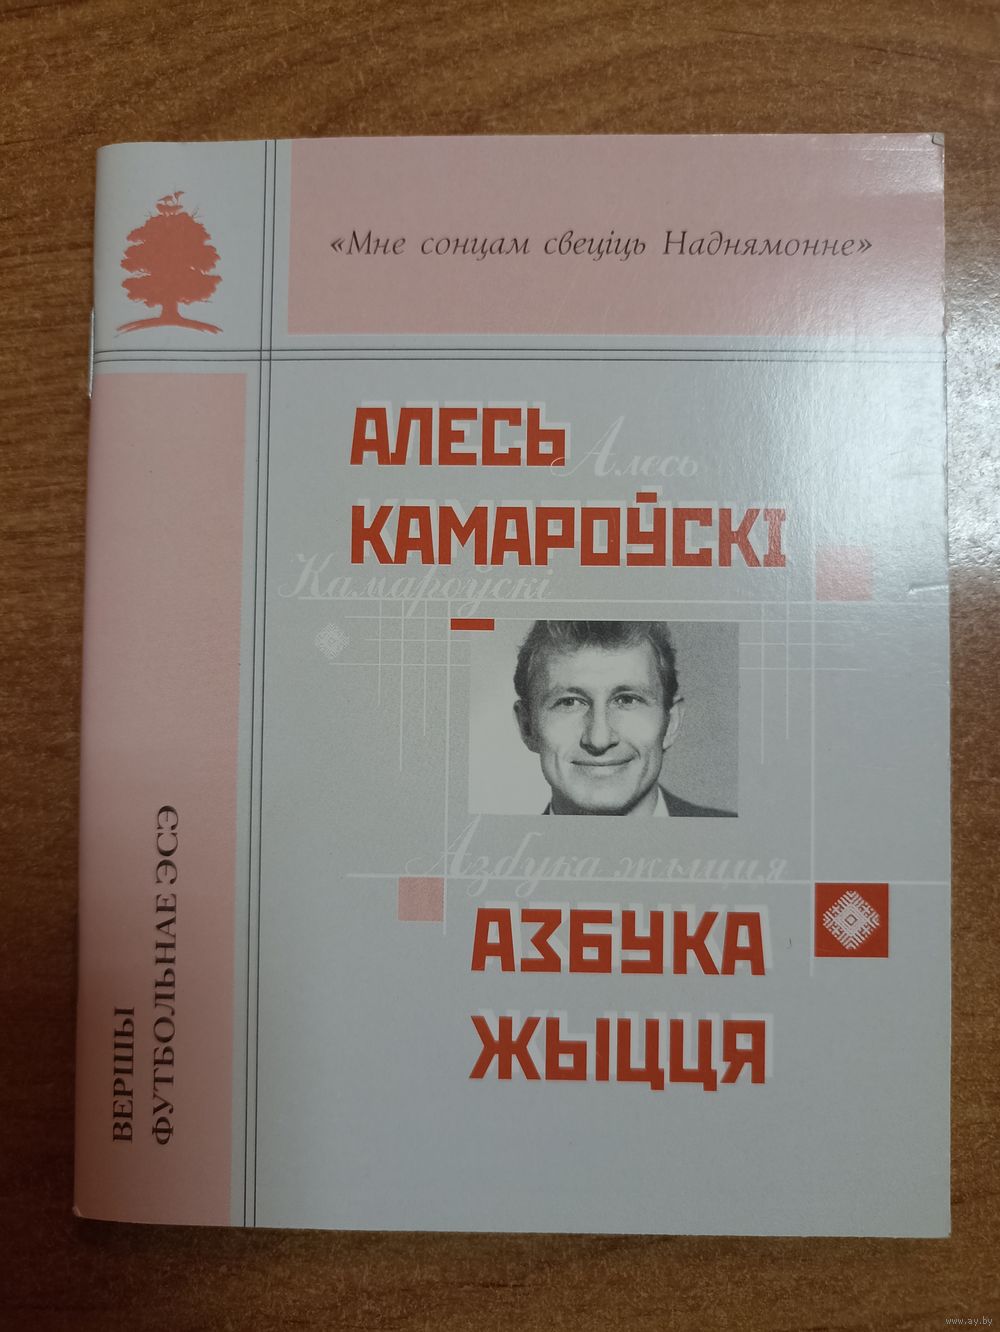 «Мне сонцам свеціць Наднямонне»
АЛЕСЬ
Алесь
КАМАРОЎСКІ
Камароўскі
Азбука жыцця
АЗБУКА
ЖЫЦЦЯ
ВЕРШЫ
ФУТБОЛЬНАЕ ЭСЭ
www.ay.by